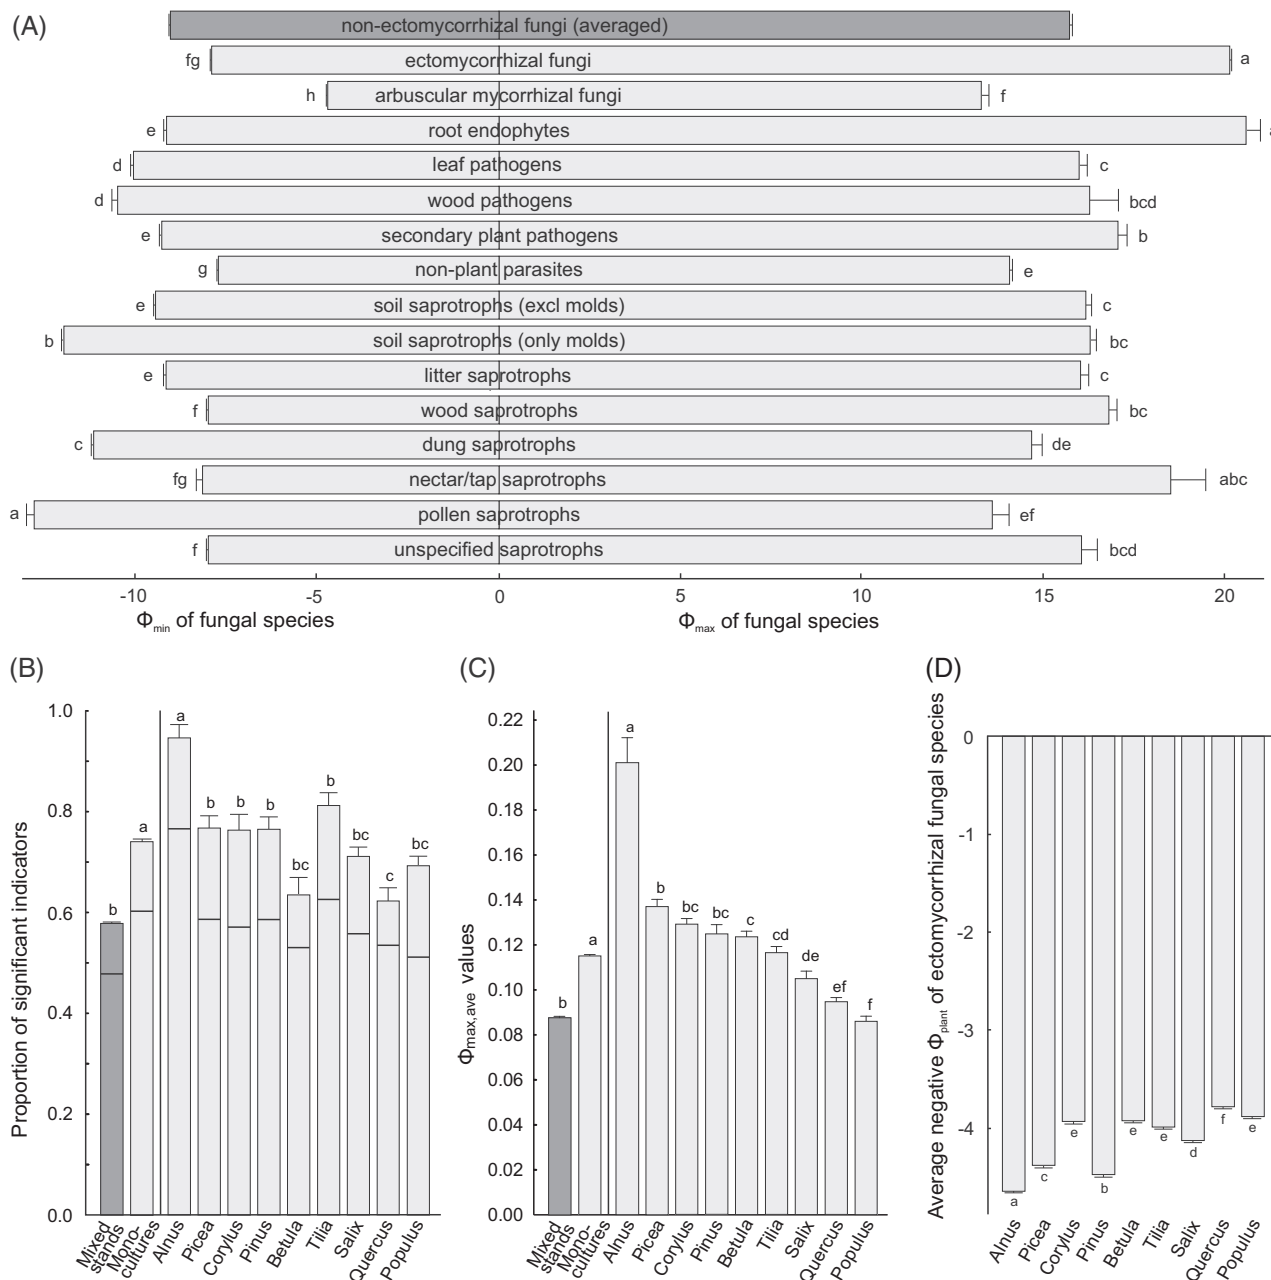 (A)
non-ectomycorrhizal fungi (averaged)
fg ectomycorrhizal fungi a
h arbuscular mycorrhizal fungi f
e root endophytes
d leaf pathogens c
d wood pathogens bcd
e secondary plant pathogens b
g non-plant parasites e
e soil saprotrophs (excl molds) c
b soil saprotrophs (only molds) bc
e litter saprotrophs c
f wood saprotrophs bc
c dung saprotrophs de
fg nectar/tap saprotrophs abc
a pollen saprotrophs ef
f unspecified saprotrophs bcd
-10 -5 0 5 10 15 20
Φmin of fungal species Φmax of fungal species
(B)
Proportion of significant indicators
1.0
0.8
0.6
0.4
0.2
0.0
b a a b b b bc b bc c bc
Mixed stands
Mono-cultures
Alnus
Picea
Corylus
Pinus
Betula
Tilia
Salix
Quercus
Populus
(C)
Φmax,ave values
0.22
0.20
0.18
0.16
0.14
0.12
0.10
0.08
0.06
0.04
0.02
0.00
b a a b bc bc c cd de ef f
Mixed stands
Mono-cultures
Alnus
Picea
Corylus
Pinus
Betula
Tilia
Salix
Quercus
Populus
(D)
Average negative Φplant of ectomycorrhizal fungal species
0
-1
-2
-3
-4
a c e b e e d f e
Alnus
Picea
Corylus
Pinus
Betula
Tilia
Salix
Quercus
Populus